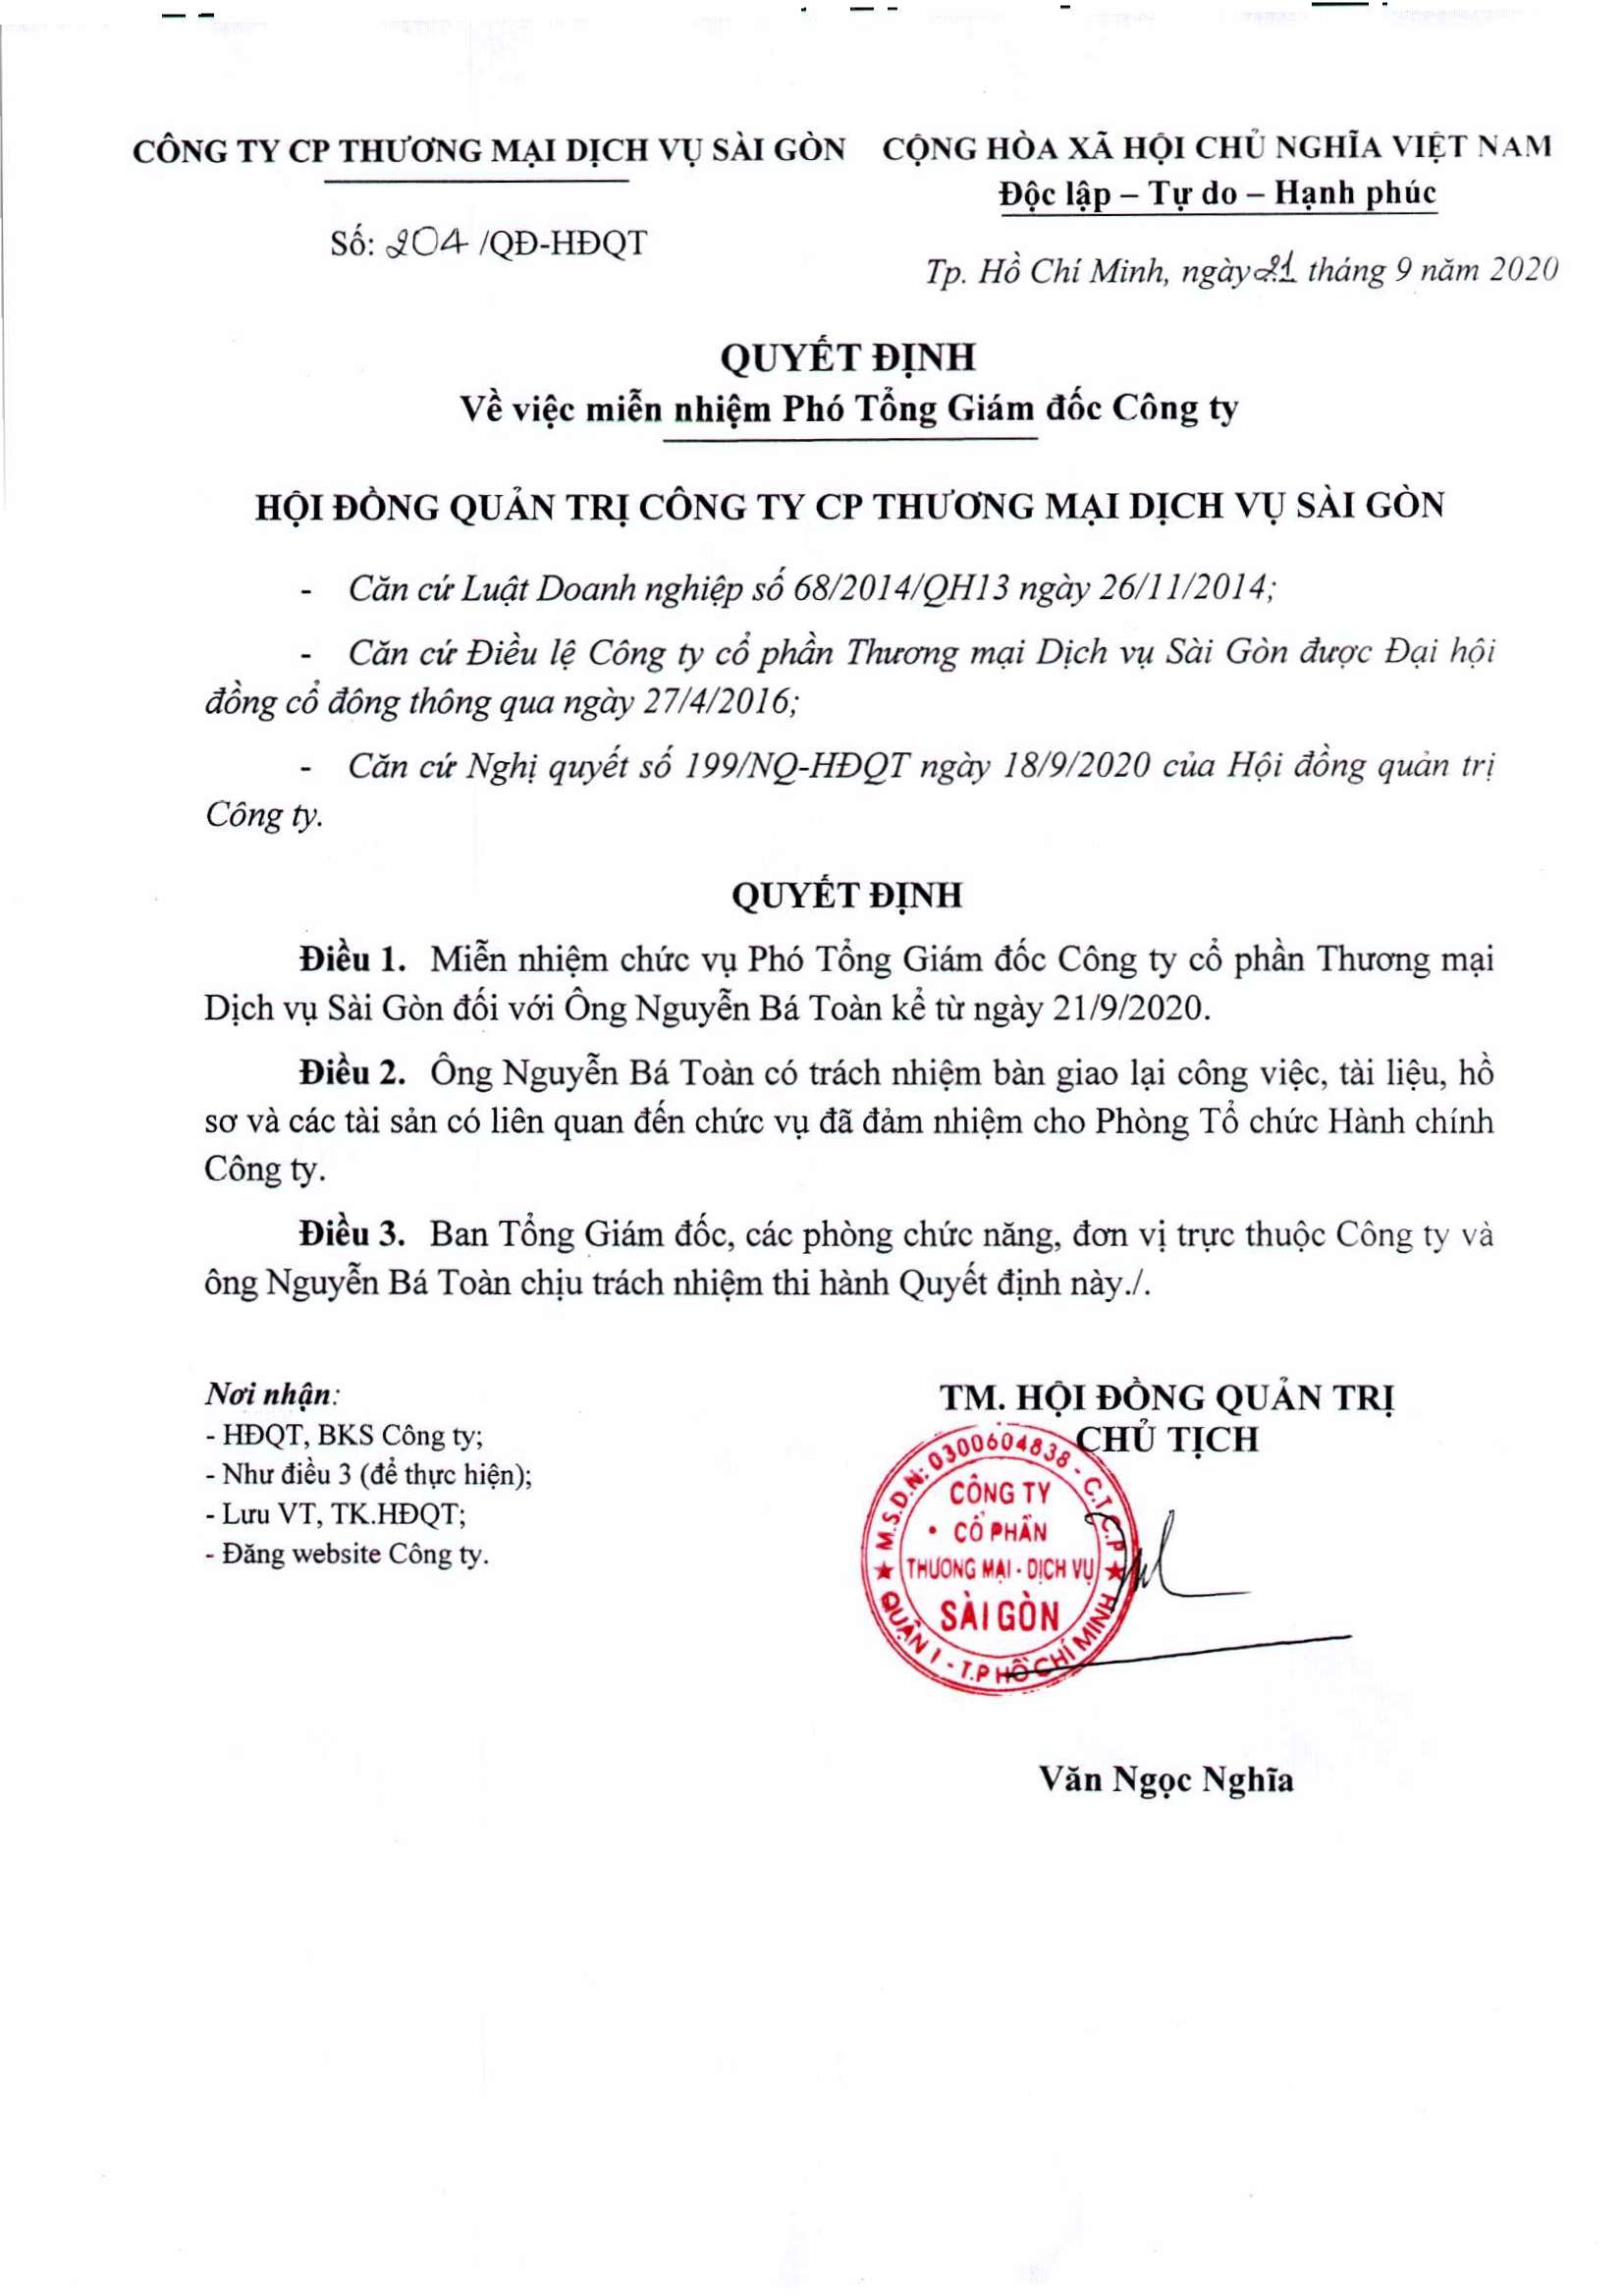 CÔNG TY CP THƯƠNG MẠI DỊCH VỤ SÀI GÒN
CỘNG HÒA XÃ HỘI CHỦ NGHĨA VIỆT NAM
Độc lập – Tự do – Hạnh phúc
Số: 204 /QĐ-HĐQT
Tp. Hồ Chí Minh, ngày 21 tháng 9 năm 2020
QUYẾT ĐỊNH
Về việc miễn nhiệm Phó Tổng Giám đốc Công ty
HỘI ĐỒNG QUẢN TRỊ CÔNG TY CP THƯƠNG MẠI DỊCH VỤ SÀI GÒN
- Căn cứ Luật Doanh nghiệp số 68/2014/QH13 ngày 26/11/2014;
- Căn cứ Điều lệ Công ty cổ phần Thương mại Dịch vụ Sài Gòn được Đại hội
đồng cổ đông thông qua ngày 27/4/2016;
- Căn cứ Nghị quyết số 199/NQ-HĐQT ngày 18/9/2020 của Hội đồng quản trị
Công ty.
QUYẾT ĐỊNH
Điều 1. Miễn nhiệm chức vụ Phó Tổng Giám đốc Công ty cổ phần Thương mại
Dịch vụ Sài Gòn đối với Ông Nguyễn Bá Toàn kể từ ngày 21/9/2020.
Điều 2. Ông Nguyễn Bá Toàn có trách nhiệm bàn giao lại công việc, tài liệu, hồ
sơ và các tài sản có liên quan đến chức vụ đã đảm nhiệm cho Phòng Tổ chức Hành chính
Công ty.
Điều 3. Ban Tổng Giám đốc, các phòng chức năng, đơn vị trực thuộc Công ty và
ông Nguyễn Bá Toàn chịu trách nhiệm thi hành Quyết định này./.
Nơi nhận:
- HĐQT, BKS Công ty;
- Như điều 3 (để thực hiện);
- Lưu VT, TK.HĐQT;
- Đăng website Công ty.
TM. HỘI ĐỒNG QUẢN TRỊ
CHỦ TỊCH
M.S.D.N: 0300604838 - C.T.C.P
CÔNG TY
CỔ PHẦN
THƯƠNG MẠI - DỊCH VỤ
SÀI GÒN
QUẬN 1 - T.P HỒ CHÍ MINH
Văn Ngọc Nghĩa